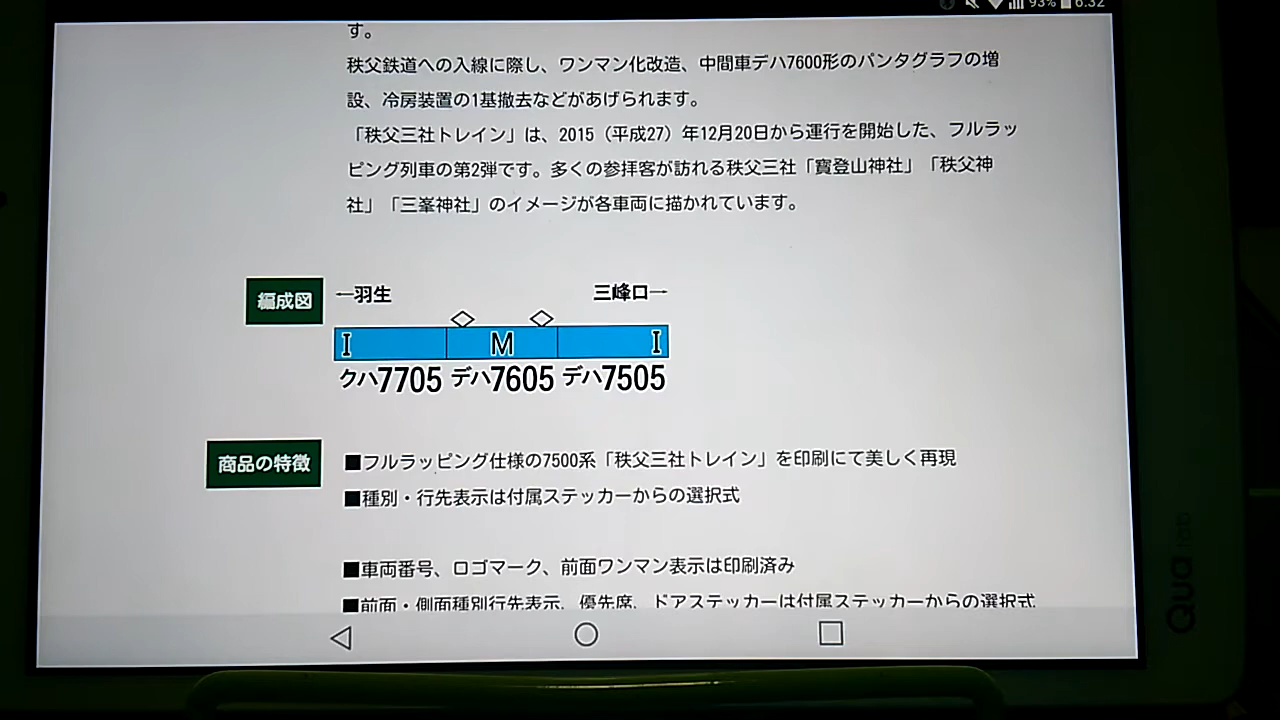 93% 6:32
す。
秩父鉄道への入線に際し、ワンマン化改造、中間車デハ7600形のパンタグラフの増
設、冷房装置の1基撤去などがあげられます。
「秩父三社トレイン」は、2015（平成27）年12月20日から運行を開始した、フルラッ
ピング列車の第2弾です。多くの参拝客が訪れる秩父三社「寳登山神社」「秩父神
社」「三峯神社」のイメージが各車両に描かれています。
編成図 ←羽生 三峰口→
I M I
クハ7705 デハ7605 デハ7505
商品の特徴 ■フルラッピング仕様の7500系「秩父三社トレイン」を印刷にて美しく再現
■種別・行先表示は付属ステッカーからの選択式
■車両番号、ロゴマーク、前面ワンマン表示は印刷済み
■前面・側面種別行先表示、優先席、ドアステッカーは付属ステッカーからの選択式
Qua tab